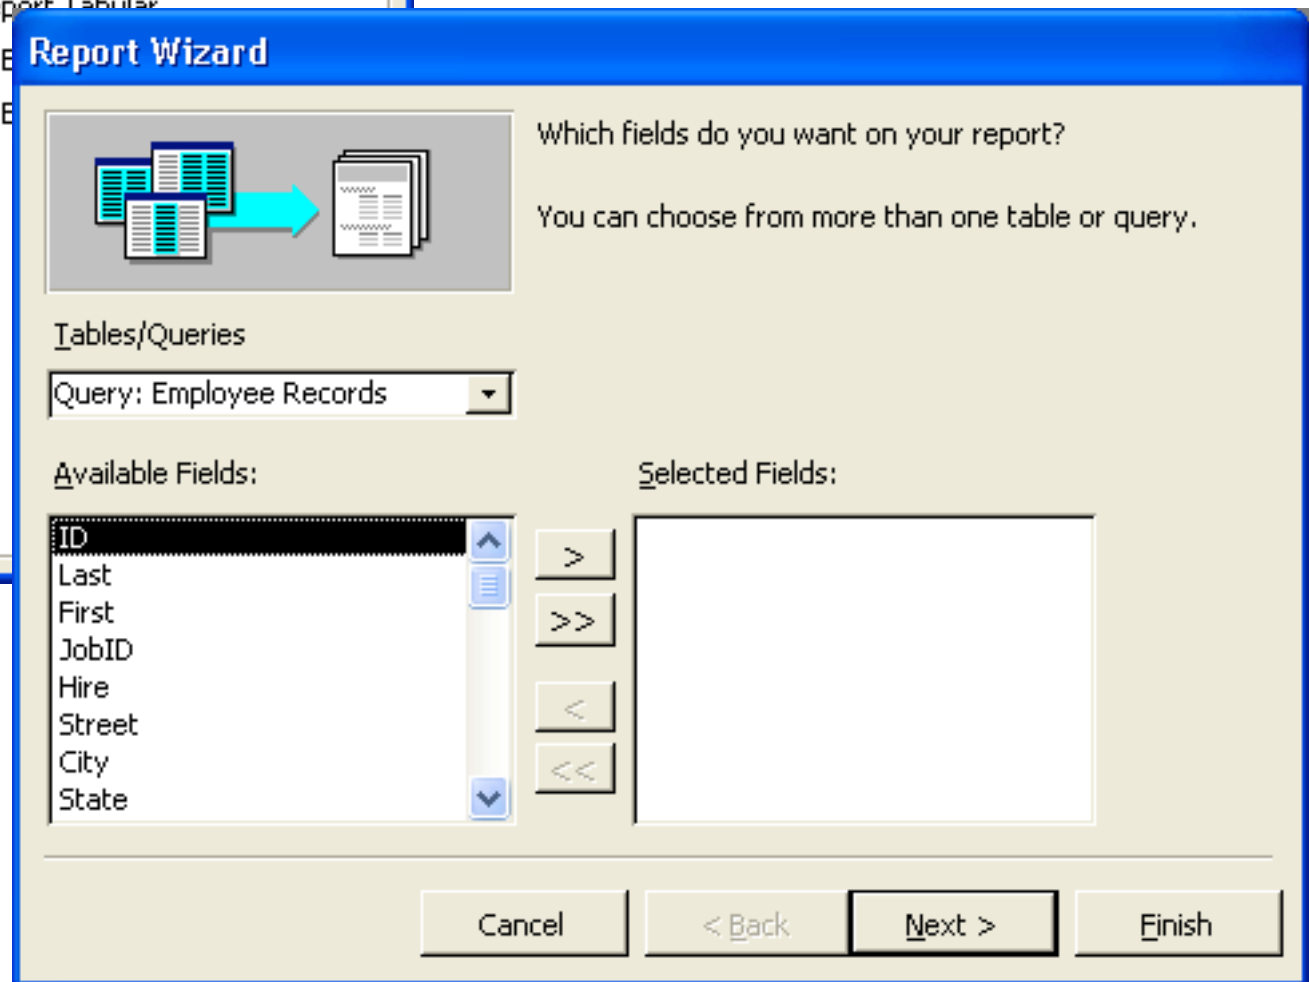 port Tabular
Report Wizard
Which fields do you want on your report?
You can choose from more than one table or query.
Tables/Queries
Query: Employee Records
Available Fields:
Selected Fields:
ID
Last
First
JobID
Hire
Street
City
State
>
>>
<
<<
Cancel
< Back
Next >
Finish